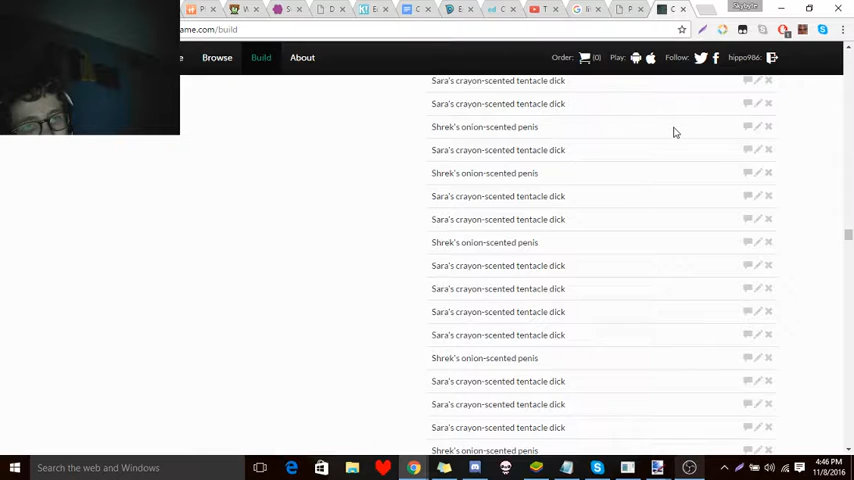 Skybyte
ame.com/build
e Browse Build About Order: (0) Play: Follow: hippo986:
Sara's crayon-scented tentacle dick
Sara's crayon-scented tentacle dick
Shrek's onion-scented penis
Sara's crayon-scented tentacle dick
Shrek's onion-scented penis
Sara's crayon-scented tentacle dick
Sara's crayon-scented tentacle dick
Shrek's onion-scented penis
Sara's crayon-scented tentacle dick
Sara's crayon-scented tentacle dick
Sara's crayon-scented tentacle dick
Sara's crayon-scented tentacle dick
Shrek's onion-scented penis
Sara's crayon-scented tentacle dick
Sara's crayon-scented tentacle dick
Sara's crayon-scented tentacle dick
Shrek's onion-scented penis
Search the web and Windows
4:46 PM
11/8/2016